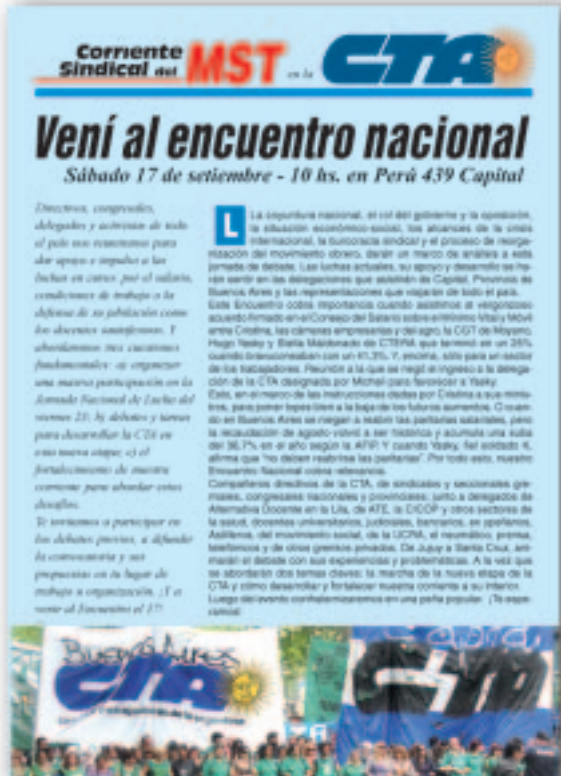 Corriente
Sindical del MST en la CTA
Vení al encuentro nacional
Sábado 17 de setiembre - 10 hs. en Perú 439 Capital
Directivos, congresales,
delegados y activistas de todo
el país nos reuniremos para
dar apoyo e impulso a las
luchas en curso: por el salario,
condiciones de trabajo o la
defensa de su jubilación como
los docentes santafesinos. Y
abordaremos tres cuestiones
fundamentales: a) organizar
una masiva participación en la
Jornada Nacional de Lucha del
viernes 23; b) debates y tareas
para desarrollar la CTA en
esta nueva etapa; c) el
fortalecimiento de nuestra
corriente para abordar estos
desafíos.
Te invitamos a participar en
los debates previos, a difundir
la convocatoria y sus
propuestas en tu lugar de
trabajo u organización. ¡Y a
venir al Encuentro el 17!
L
La coyuntura nacional, el rol del gobierno y la oposición,
la situación económico-social, los alcances de la crisis
internacional, la burocracia sindical y el proceso de reorga-
nización del movimiento obrero, darán un marco de análisis a esta
jornada de debate. Las luchas actuales, su apoyo y desarrollo se ha-
rán sentir en las delegaciones que asistirán de Capital, Provincia de
Buenos Aires y las representaciones que viajarán de todo el país.
Este Encuentro cobra importancia cuando asistimos al vergonzoso
acuerdo firmado en el Consejo del Salario sobre el Mínimo Vital y Móvil
entre Cristina, las cámaras empresarias y del agro, la CGT de Moyano,
Hugo Yasky y Stella Maldonado de CTERA que terminó en un 25%
cuando bravuconeaban con un 41,3%. Y, encima, sólo para un sector
de los trabajadores. Reunión a la que se negó el ingreso a la delega-
ción de la CTA designada por Micheli para favorecer a Yasky.
Esto, en el marco de las instrucciones dadas por Cristina a sus minis-
tros, para poner topes bien a la baja de los futuros aumentos. O cuan-
do en Buenos Aires se niegan a reabrir las paritarias salariales, pero
la recaudación de agosto volvió a ser histórica y acumula una suba
del 36,7% en el año según la AFIP. Y cuando Yasky, fiel soldado K,
afirma que "no deben reabrirse las paritarias". Por todo esto, nuestro
Encuentro Nacional cobra relevancia.
Compañeros directivos de la CTA, de sindicatos y seccionales gre-
miales, congresales nacionales y provinciales; junto a delegados de
Alternativa Docente en la Lila, de ATE, la CICOP y otros sectores de
la salud, docentes universitarios, judiciales, bancarios,
del movimiento social, de la UOCRA, el neumático, prensa,
telefónicos y de otros gremios privados. De Jujuy a Santa Cruz, ani-
marán el debate con sus experiencias y problemáticas. A la vez que
se abordarán dos temas claves: la marcha de la nueva etapa de la
CTA y cómo desarrollar y fortalecer nuestra corriente a su interior.
Luego del evento confraternizaremos en una peña popular. ¡Te espe-
ramos!
Buenos Aires
CTA
CTA